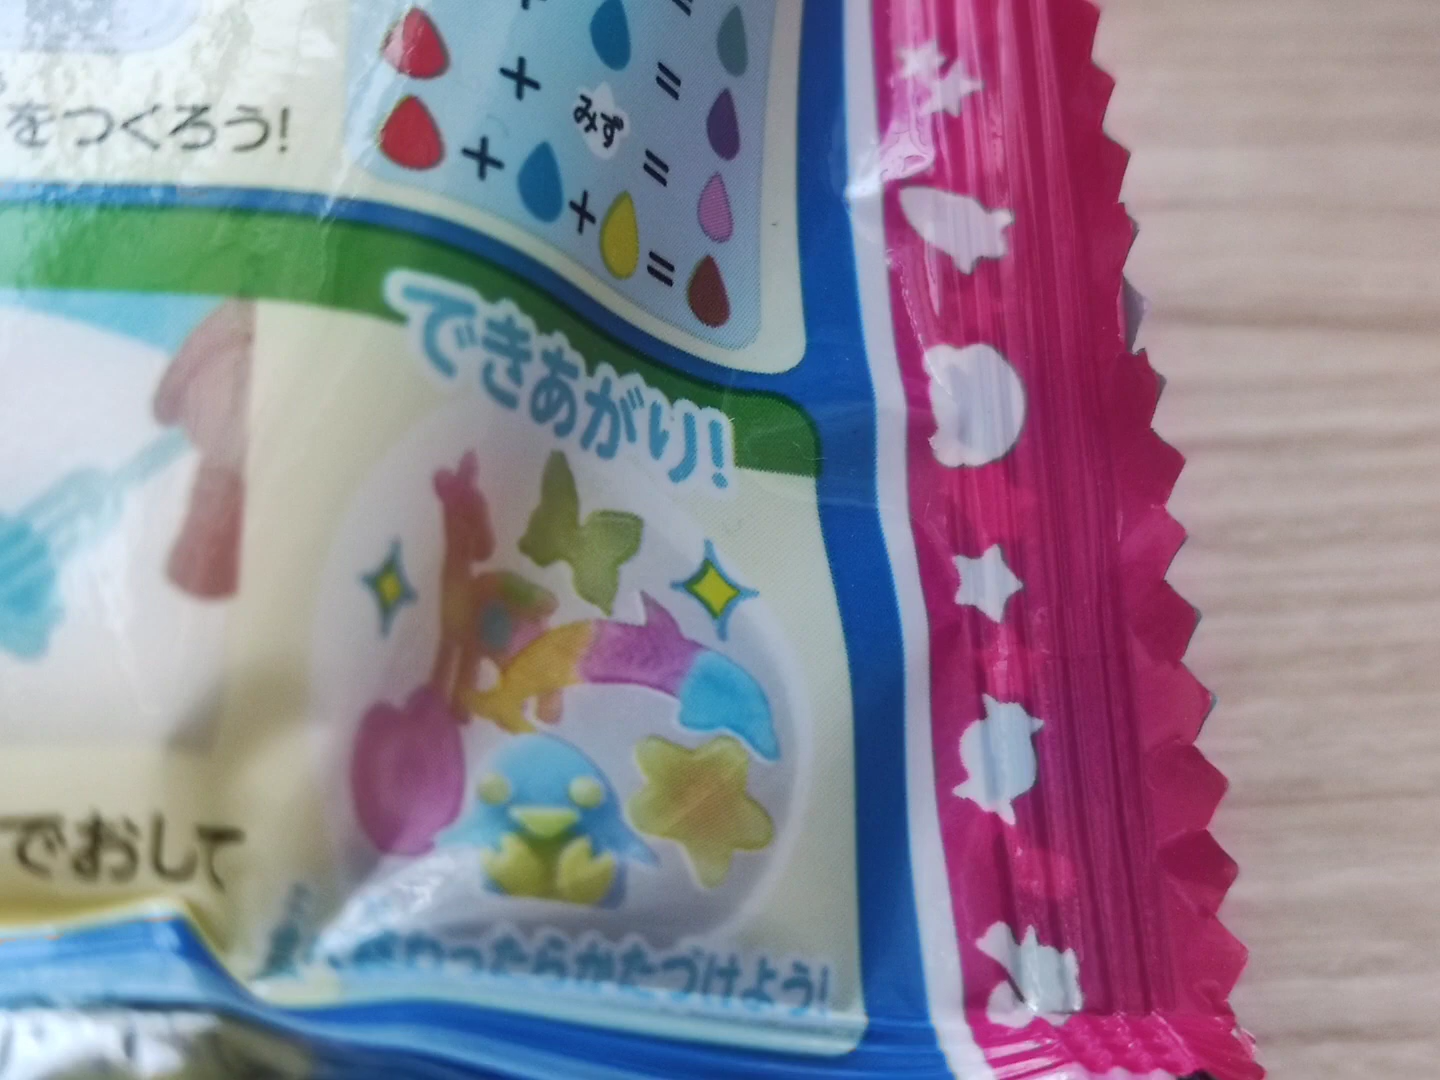 をつくろう!
+ =
+ みず =
+ + =
できあがり!
でおして
わったらかたづけよう!